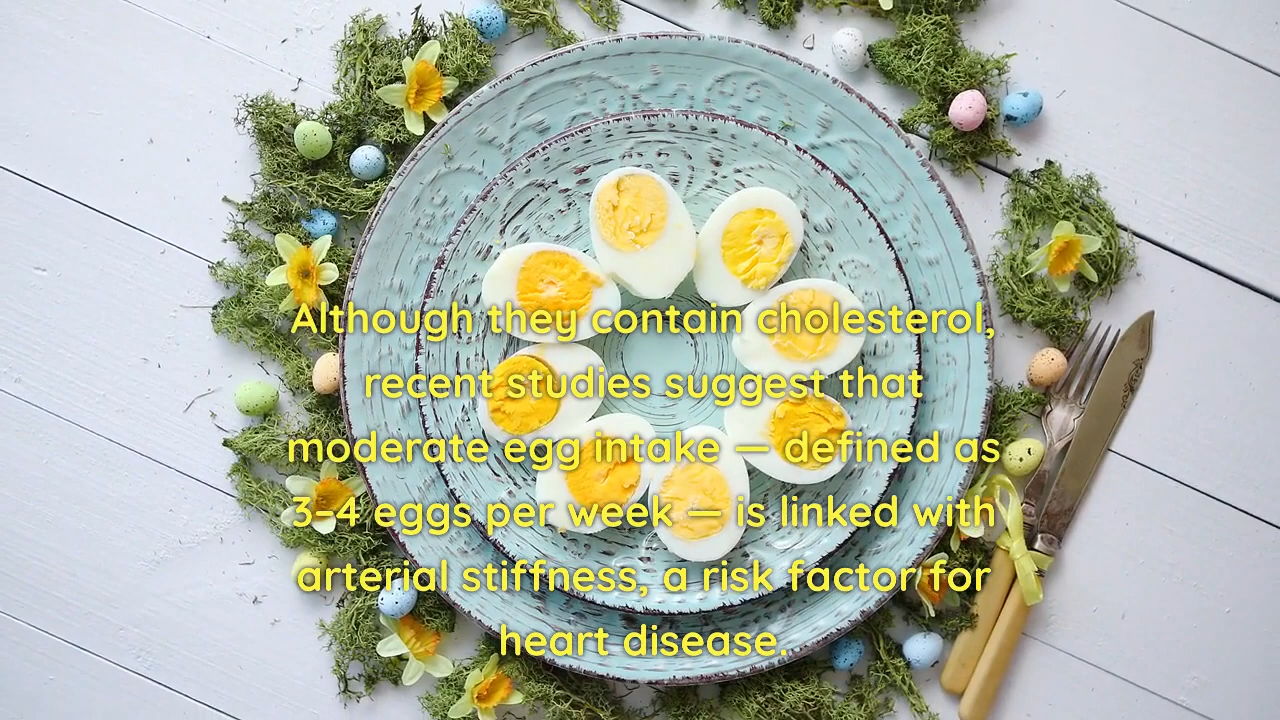 Although they contain cholesterol,
recent studies suggest that
moderate egg intake — defined as
3–4 eggs per week — is linked with
arterial stiffness, a risk factor for
heart disease.